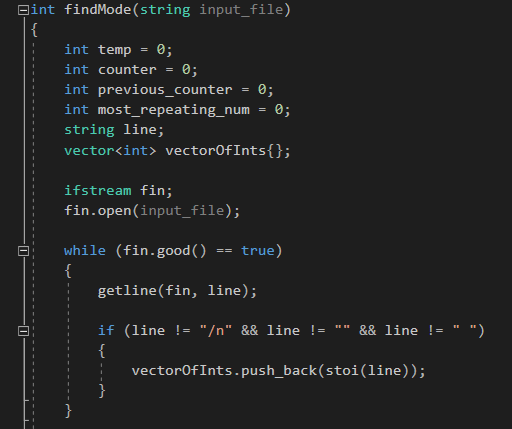 int findMode(string input_file)
{
int temp = 0;
int counter = 0;
int previous_counter = 0;
int most_repeating_num = 0;
string line;
vector<int> vectorOfInts{};
ifstream fin;
fin.open(input_file);
while (fin.good() == true)
{
getline(fin, line);
if (line != "/n" && line != "" && line != " ")
{
vectorOfInts.push_back(stoi(line));
}
}